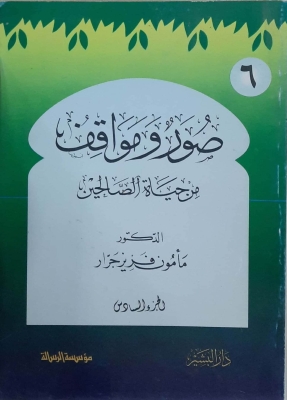 ٦
صور ومواقف
من حياة الصالحين
الدكتور
مأمون فريز جرار
الجزء السادس
دار البشير
مؤسسة الرسالة